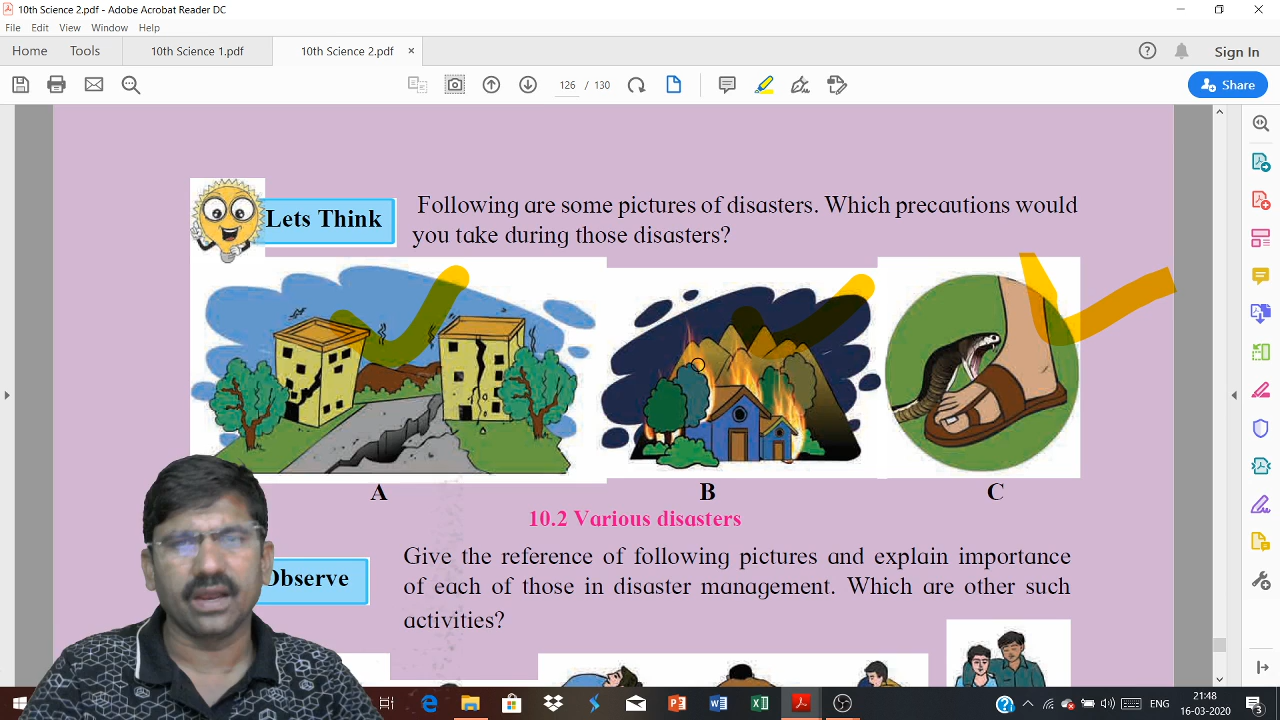 10th Science 2.pdf - Adobe Acrobat Reader DC
File Edit View Window Help
Home Tools 10th Science 1.pdf 10th Science 2.pdf × Sign In
126 / 130 Share
Lets Think
Following are some pictures of disasters. Which precautions would
you take during those disasters?
A B C
10.2 Various disasters
Observe
Give the reference of following pictures and explain importance
of each of those in disaster management. Which are other such
activities?
ENG
21:48
16-03-2020
3